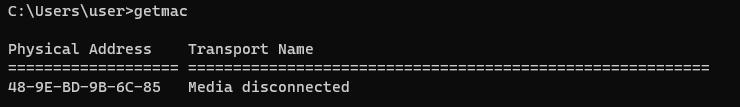 C:\Users\user>getmac
Physical Address    Transport Name
=================== ==========================================================
48-9E-BD-9B-6C-85   Media disconnected